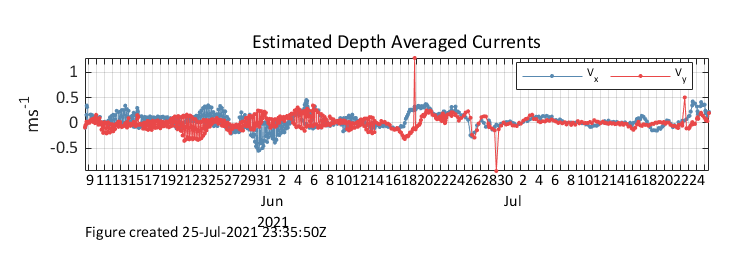 Estimated Depth Averaged Currents
Vx Vy
ms-1
1
0.5
0
-0.5
9 11 13 15 17 19 21 23 25 27 29 31 2 4 6 8 10 12 14 16 18 20 22 24 26 28 30 2 4 6 8 10 12 14 16 18 20 22 24
Jun Jul
2021
Figure created 25-Jul-2021 23:35:50Z